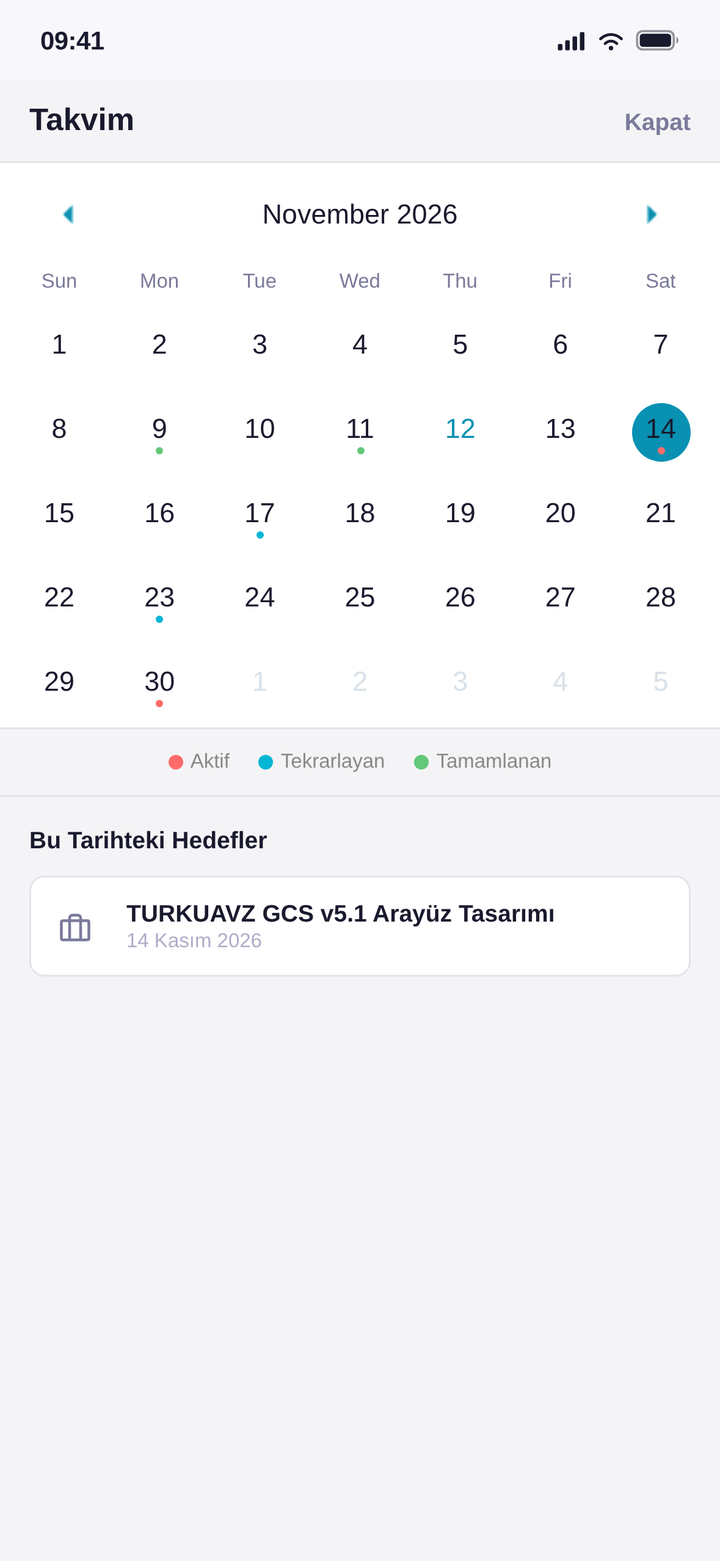 09:41
Takvim Kapat
November 2026
Sun Mon Tue Wed Thu Fri Sat
1 2 3 4 5 6 7
8 9 10 11 12 13 14
15 16 17 18 19 20 21
22 23 24 25 26 27 28
29 30 1 2 3 4 5
Aktif Tekrarlayan Tamamlanan
Bu Tarihteki Hedefler
TURKUAVZ GCS v5.1 Arayüz Tasarımı
14 Kasım 2026